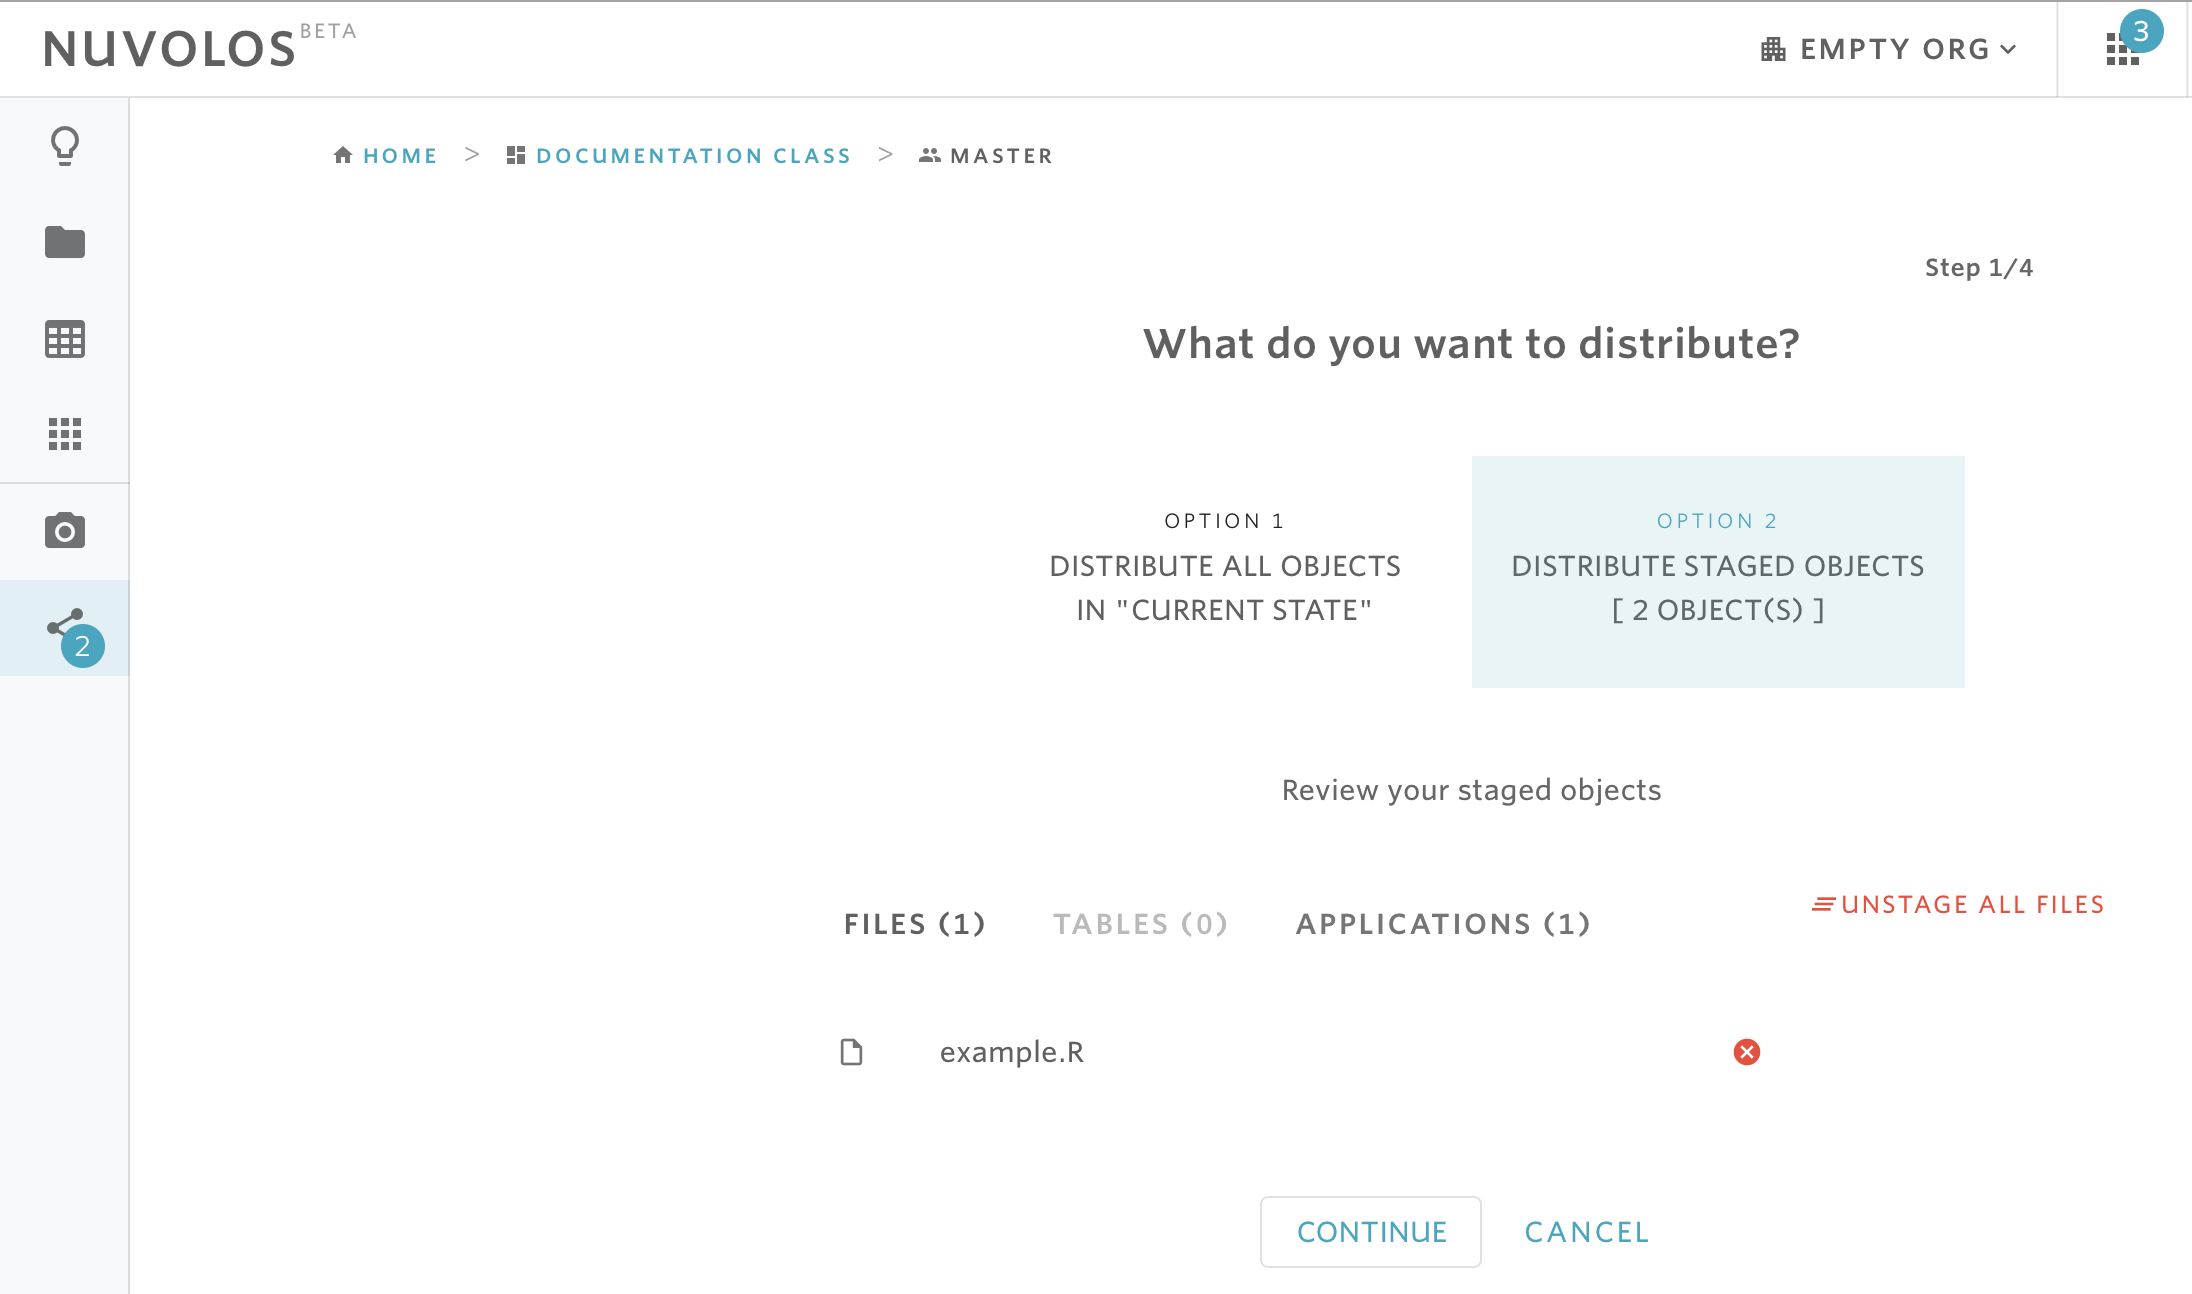 NUVOLOS BETA
EMPTY ORG
3
HOME > DOCUMENTATION CLASS > MASTER
Step 1/4
What do you want to distribute?
OPTION 1
DISTRIBUTE ALL OBJECTS
IN "CURRENT STATE"
OPTION 2
DISTRIBUTE STAGED OBJECTS
[ 2 OBJECT(S) ]
2
Review your staged objects
FILES (1)
TABLES (0)
APPLICATIONS (1)
UNSTAGE ALL FILES
example.R
CONTINUE
CANCEL